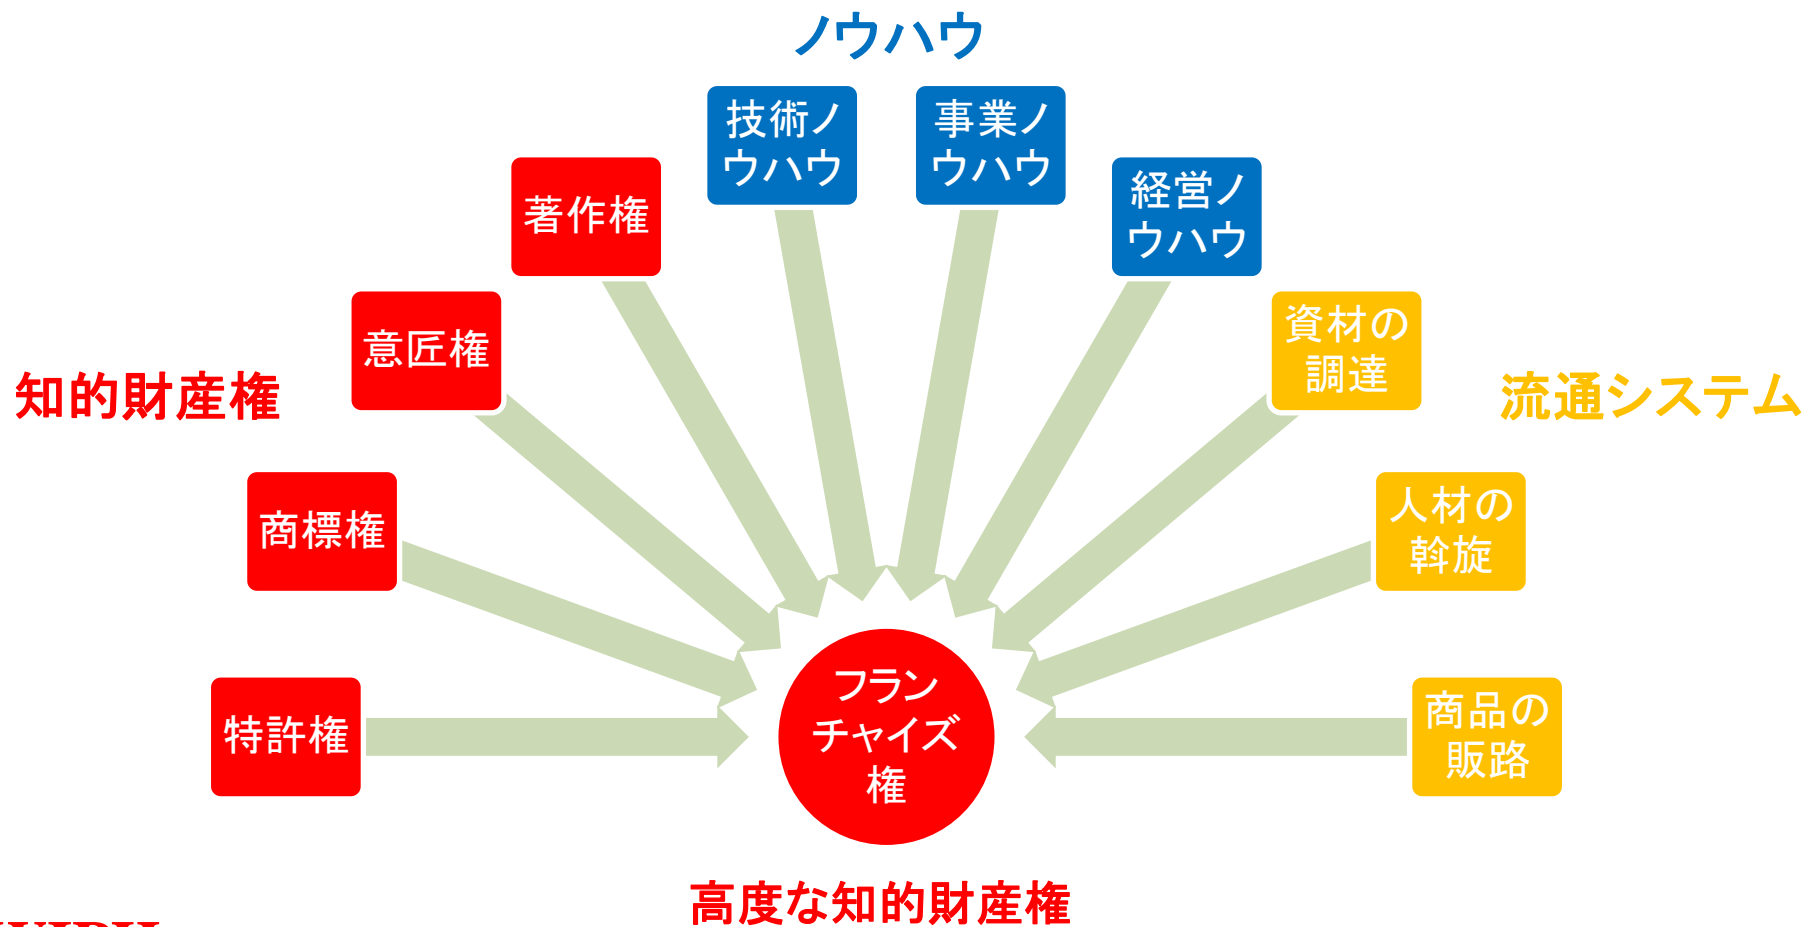 ノウハウ
技術ノ
ウハウ
事業ノ
ウハウ
著作権
経営ノ
ウハウ
意匠権
資材の
調達
知的財産権
流通システム
商標権
人材の
斡旋
特許権
フラン
チャイズ
権
商品の
販路
高度な知的財産権